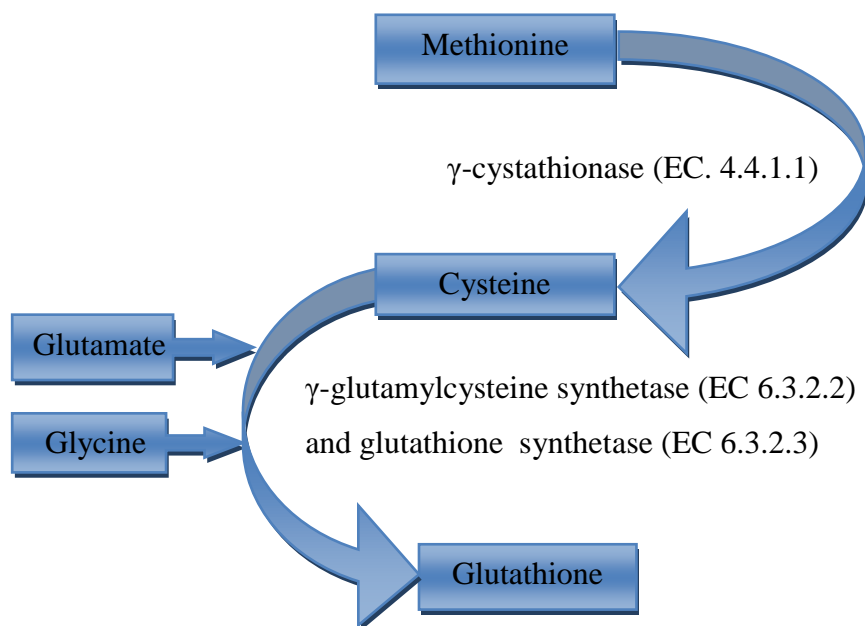 Methionine
γ-cystathionase (EC. 4.4.1.1)
Cysteine
Glutamate
γ-glutamylcysteine synthetase (EC 6.3.2.2)
Glycine
and glutathione synthetase (EC 6.3.2.3)
Glutathione